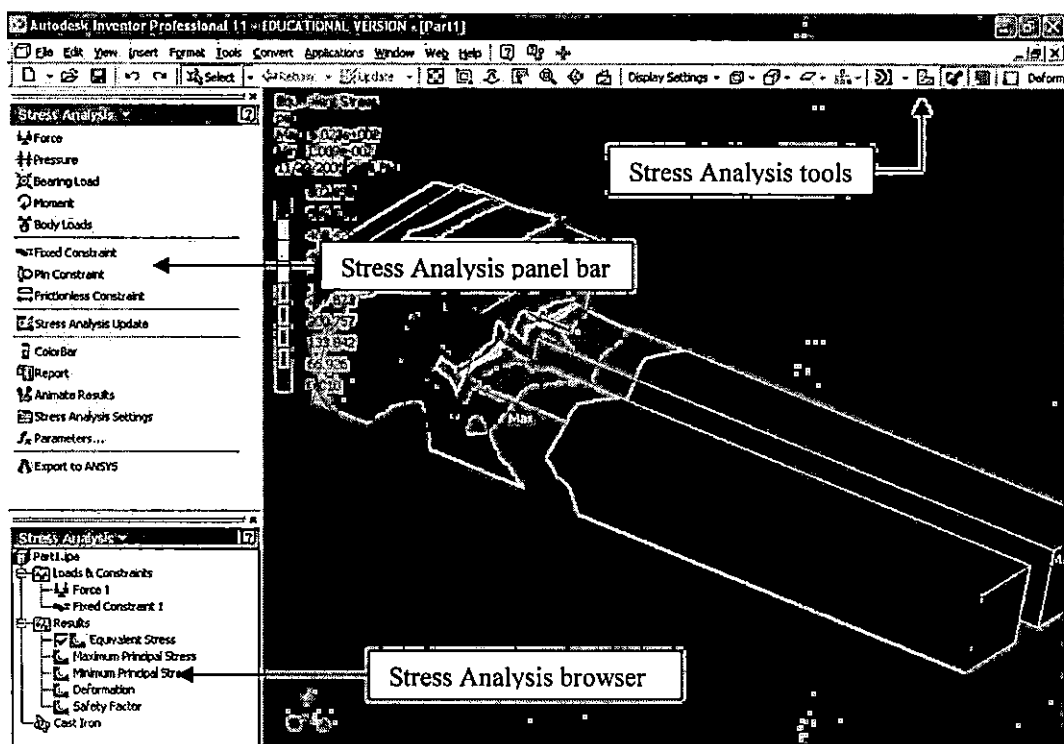 Autodesk Inventor Professional 11 - EDUCATIONAL VERSION - [Part1]
File Edit View Insert Format Tools Convert Applications Window Web Help
Select Return Update Display Settings Deform
Stress Analysis
Force
Pressure
Bearing Load
Moment
Body Loads
Fixed Constraint
Pin Constraint
Frictionless Constraint
Stress Analysis Update
ColorBar
Report
Animate Results
Stress Analysis Settings
Parameters...
Export to ANSYS
Equivalent Stress
Stress Analysis tools
Stress Analysis panel bar
Max
Stress Analysis
Part1.ipt
Loads & Constraints
Force 1
Fixed Constraint 1
Results
Equivalent Stress
Maximum Principal Stress
Minimum Principal Stre
Deformation
Safety Factor
Cast Iron
Stress Analysis browser